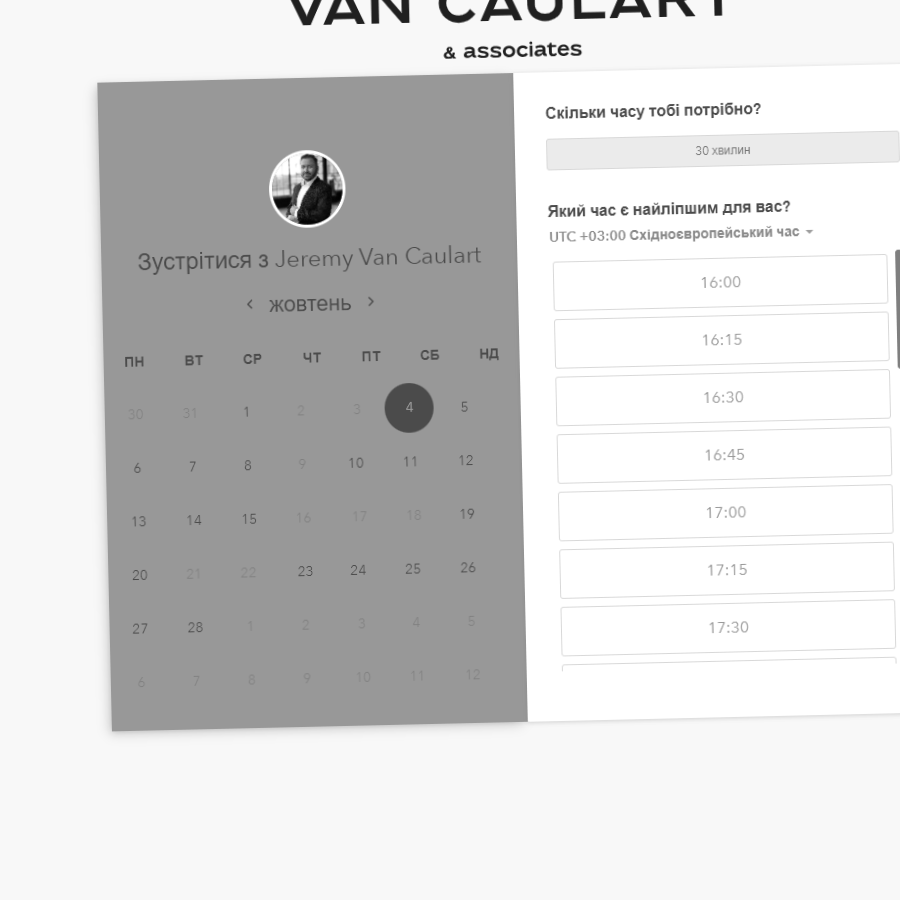 VAN CAULART
& associates
Зустрітися з Jeremy Van Caulart
жовтень
ПН ВТ СР ЧТ ПТ СБ НД
30 31 1 2 3 4 5
6 7 8 9 10 11 12
13 14 15 16 17 18 19
20 21 22 23 24 25 26
27 28 1 2 3 4 5
6 7 8 9 10 11 12
Скільки часу тобі потрібно?
30 хвилин
Який час є найліпшим для вас?
UTC +03:00 Східноєвропейський час
16:00
16:15
16:30
16:45
17:00
17:15
17:30